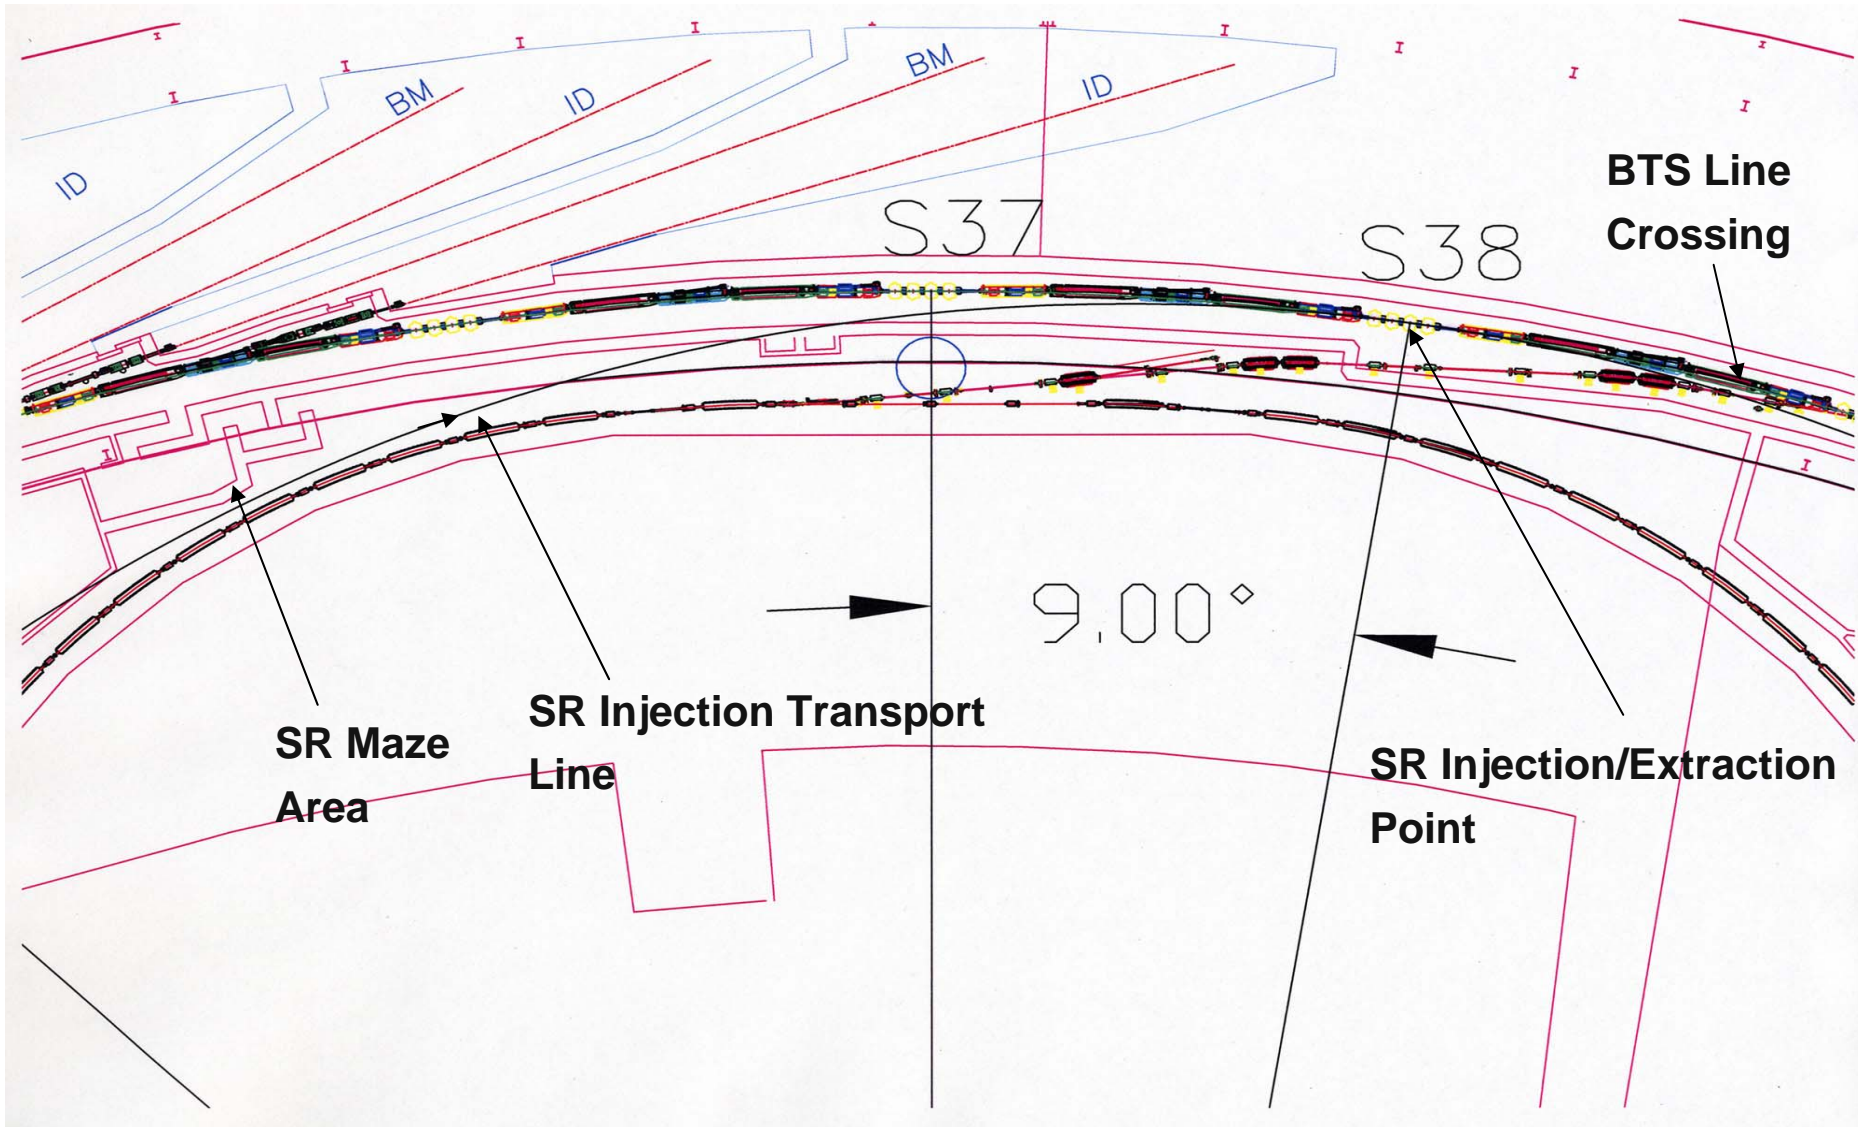 BM
ID
BM
ID
ID
S37
S38
BTS Line
Crossing
9.00°
SR Maze
Area
SR Injection Transport
Line
SR Injection/Extraction
Point